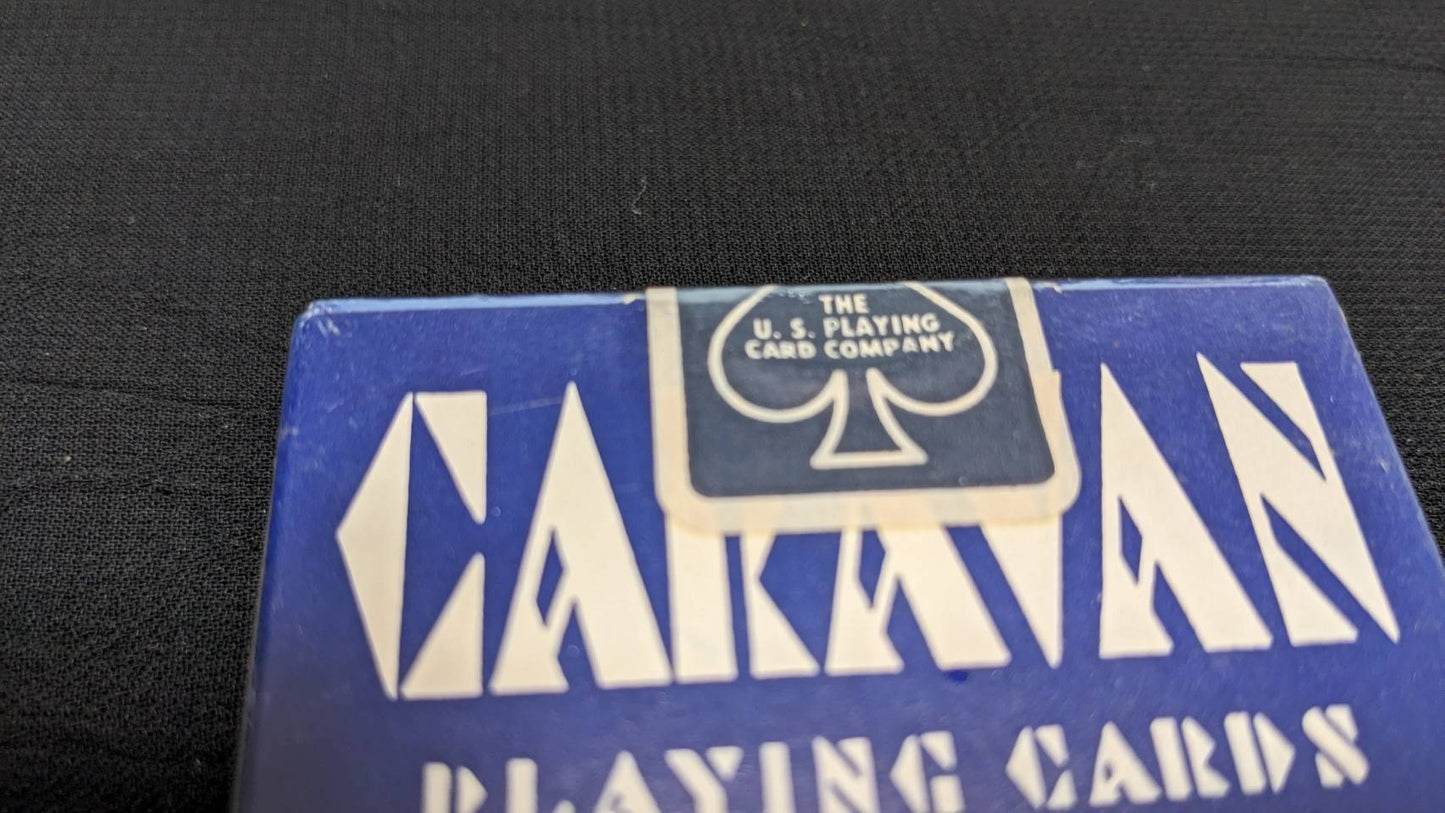 THE
U. S. PLAYING
CARD COMPANY
CARAVAN
PLAYING CARDS